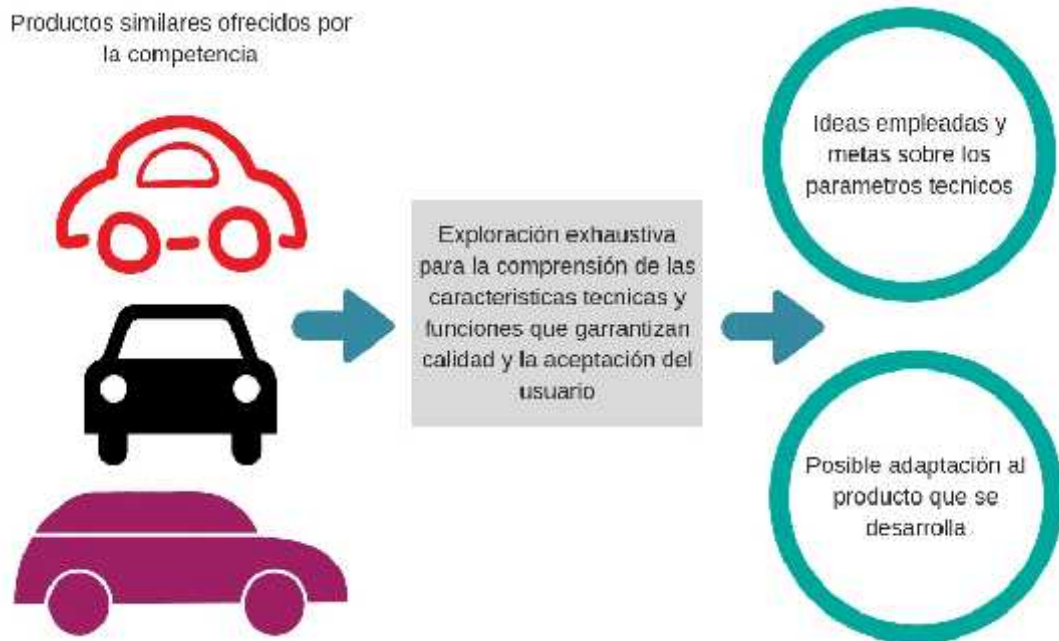 Productos similares ofrecidos por
la competencia
Exploración exhaustiva
para la comprensión de las
caracteristicas tecnicas y
funciones que garrantizan
calidad y la aceptación del
usuario
Ideas empleadas y
metas sobre los
parametros tecnicos
Posible adaptación al
producto que se
desarrolla